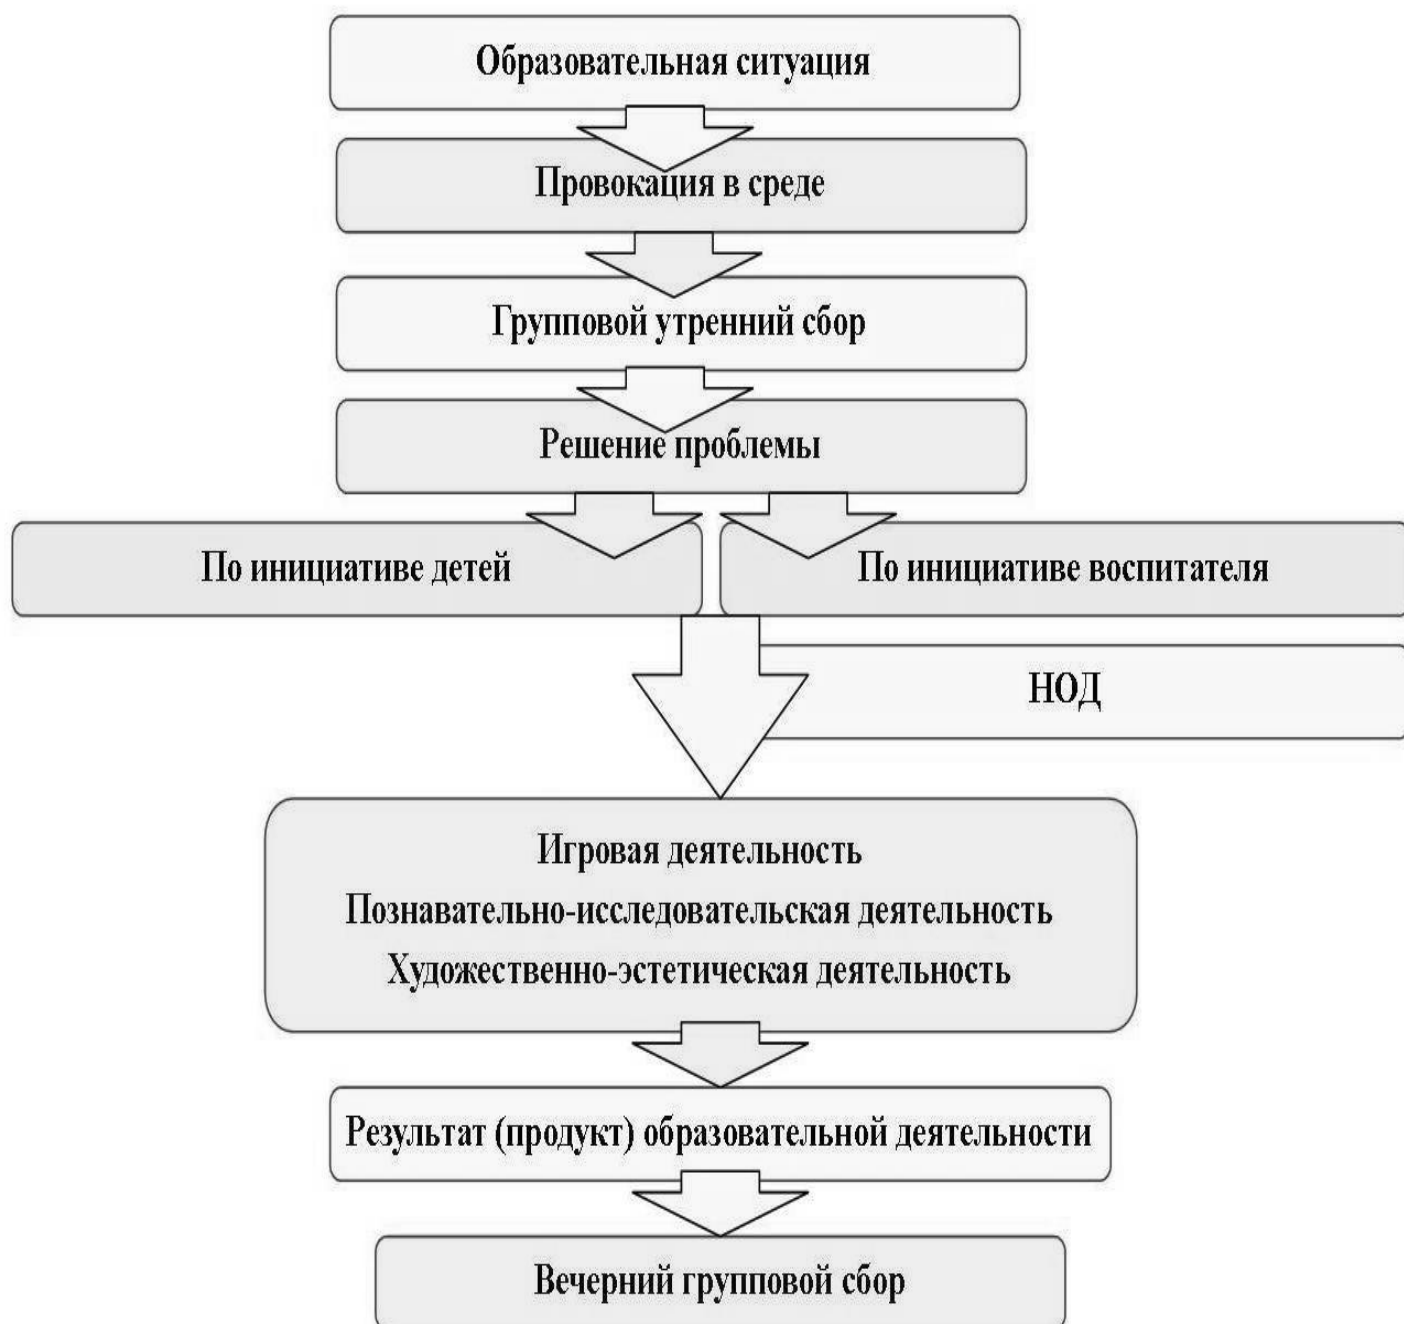 Образовательная ситуация
Провокация в среде
Групповой утренний сбор
Решение проблемы
По инициативе детей
По инициативе воспитателя
НОД
Игровая деятельность
Познавательно-исследовательская деятельность
Художественно-эстетическая деятельность
Результат (продукт) образовательной деятельности
Вечерний групповой сбор